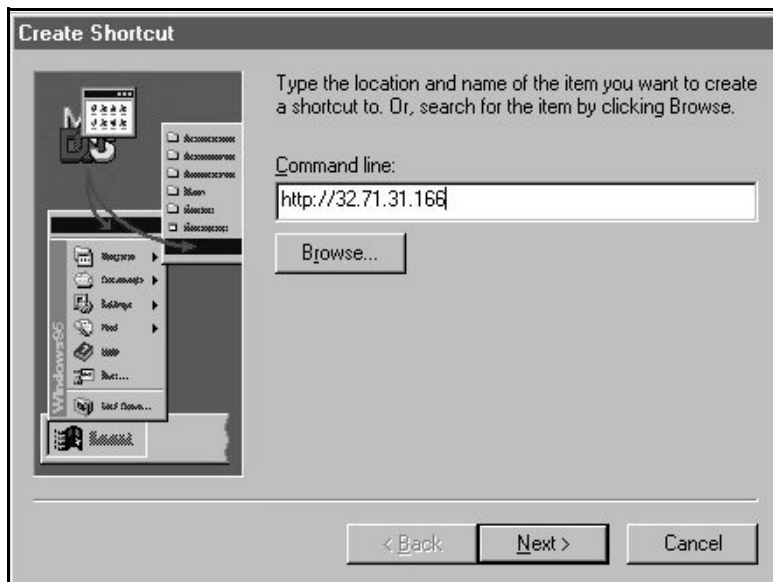 Create Shortcut
Type the location and name of the item you want to create
a shortcut to. Or, search for the item by clicking Browse.
Command line:
http://32.71.31.166
Browse...
Windows95
< Back
Next >
Cancel